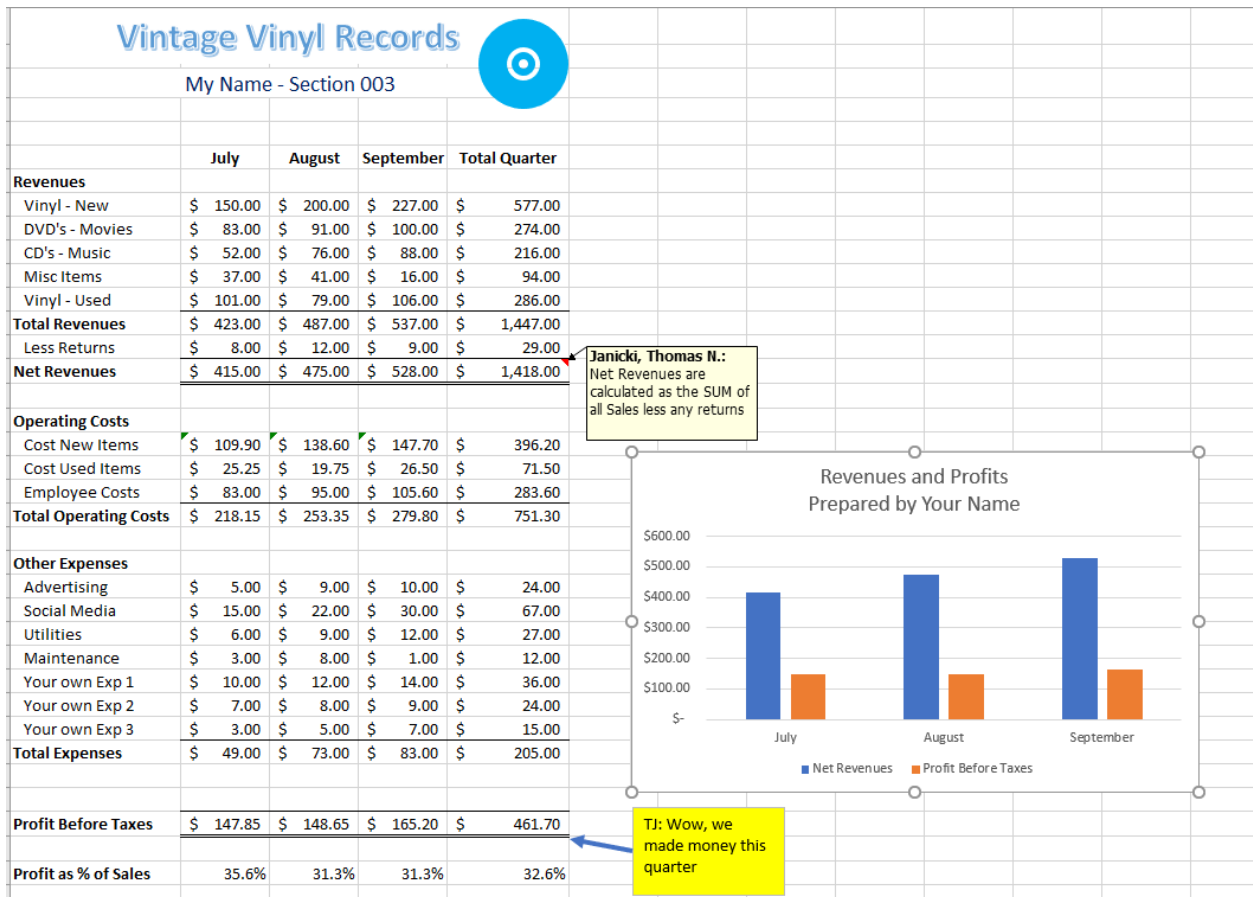 Vintage Vinyl Records
My Name - Section 003
July August September Total Quarter
Revenues
Vinyl - New $ 150.00 $ 200.00 $ 227.00 $ 577.00
DVD's - Movies $ 83.00 $ 91.00 $ 100.00 $ 274.00
CD's - Music $ 52.00 $ 76.00 $ 88.00 $ 216.00
Misc Items $ 37.00 $ 41.00 $ 16.00 $ 94.00
Vinyl - Used $ 101.00 $ 79.00 $ 106.00 $ 286.00
Total Revenues $ 423.00 $ 487.00 $ 537.00 $ 1,447.00
Less Returns $ 8.00 $ 12.00 $ 9.00 $ 29.00
Net Revenues $ 415.00 $ 475.00 $ 528.00 $ 1,418.00
Janicki, Thomas N.:
Net Revenues are
calculated as the SUM of
all Sales less any returns
Operating Costs
Cost New Items $ 109.90 $ 138.60 $ 147.70 $ 396.20
Cost Used Items $ 25.25 $ 19.75 $ 26.50 $ 71.50
Employee Costs $ 83.00 $ 95.00 $ 105.60 $ 283.60
Total Operating Costs $ 218.15 $ 253.35 $ 279.80 $ 751.30
Other Expenses
Advertising $ 5.00 $ 9.00 $ 10.00 $ 24.00
Social Media $ 15.00 $ 22.00 $ 30.00 $ 67.00
Utilities $ 6.00 $ 9.00 $ 12.00 $ 27.00
Maintenance $ 3.00 $ 8.00 $ 1.00 $ 12.00
Your own Exp 1 $ 10.00 $ 12.00 $ 14.00 $ 36.00
Your own Exp 2 $ 7.00 $ 8.00 $ 9.00 $ 24.00
Your own Exp 3 $ 3.00 $ 5.00 $ 7.00 $ 15.00
Total Expenses $ 49.00 $ 73.00 $ 83.00 $ 205.00
Profit Before Taxes $ 147.85 $ 148.65 $ 165.20 $ 461.70
Profit as % of Sales 35.6% 31.3% 31.3% 32.6%
Revenues and Profits
Prepared by Your Name
$600.00
$500.00
$400.00
$300.00
$200.00
$100.00
$-
July August September
Net Revenues Profit Before Taxes
TJ: Wow, we
made money this
quarter